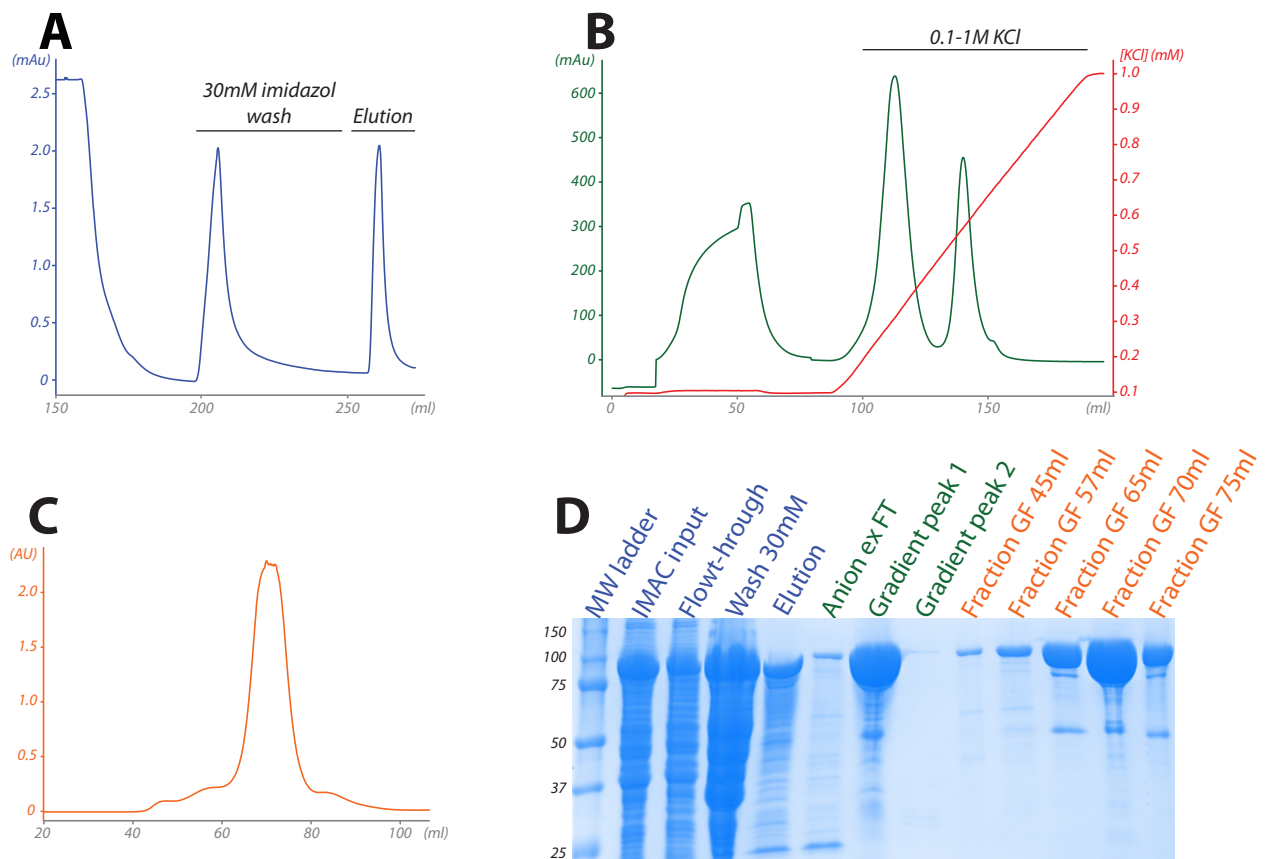 A
(mAu)
2.5
2.0
1.5
1.0
0.5
0
30mM imidazol
wash
Elution
150
200
250
(ml)
B
0.1-1M KCl
(mAu)
[KCl] (mM)
600
500
400
300
200
100
0
1.0
0.9
0.8
0.7
0.6
0.5
0.4
0.3
0.2
0.1
0
50
100
150
(ml)
C
(AU)
2.0
1.5
1.0
0.5
0
20
40
60
80
100
(ml)
D
MW ladder
IMAC input
Flowt-hrough
Wash 30mM
Elution
Anion ex FT
Gradient peak 1
Gradient peak 2
Fraction GF 45ml
Fraction GF 57ml
Fraction GF 65ml
Fraction GF 70ml
Fraction GF 75ml
150
100
75
50
37
25